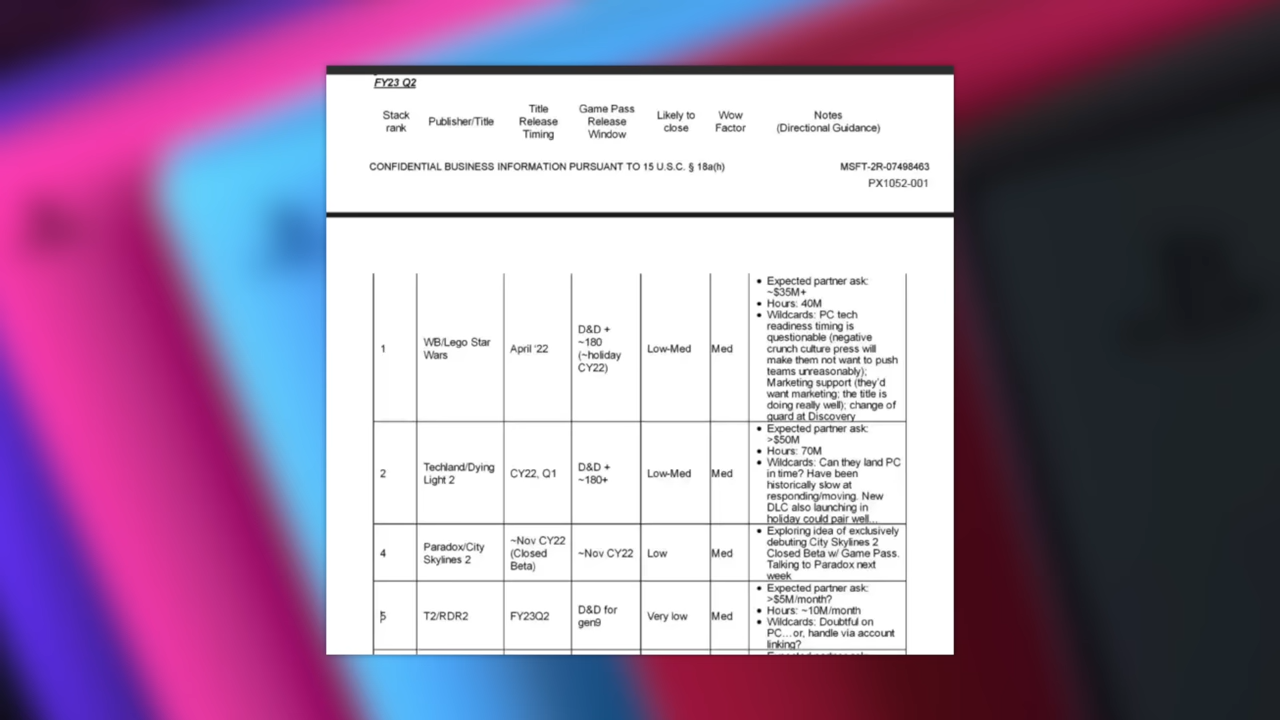 FY23 Q2
Stack rank
Publisher/Title
Title Release Timing
Game Pass Release Window
Likely to close
Wow Factor
Notes (Directional Guidance)
CONFIDENTIAL BUSINESS INFORMATION PURSUANT TO 15 U.S.C. § 18a(h)
MSFT-2R-07498463
PX1052-001
1
WB/Lego Star
Wars
April '22
D&D +
~180
(~holiday
CY22)
Low-Med
Med
• Expected partner ask:
~$35M+
• Hours: 40M
• Wildcards: PC tech
readiness timing is
questionable (negative
crunch culture press will
make them not want to push
teams unreasonably);
Marketing support (they'd
want marketing; the title is
doing really well); change of
guard at Discovery
2
Techland/Dying
Light 2
CY22, Q1
D&D +
~180+
Low-Med
Med
• Expected partner ask:
>$50M
• Hours: 70M
• Wildcards: Can they land PC
in time? Have been
historically slow at
responding/moving. New
DLC also launching in
holiday could pair well...
4
Paradox/City
Skylines 2
~Nov CY22
(Closed
Beta)
~Nov CY22
Low
Med
• Exploring idea of exclusively
debuting City Skylines 2
Closed Beta w/ Game Pass.
Talking to Paradox next
week
5
T2/RDR2
FY23Q2
D&D for
gen9
Very low
Med
• Expected partner ask:
>$5M/month?
• Hours: ~10M/month
• Wildcards: Doubtful on
PC…or, handle via account
linking?